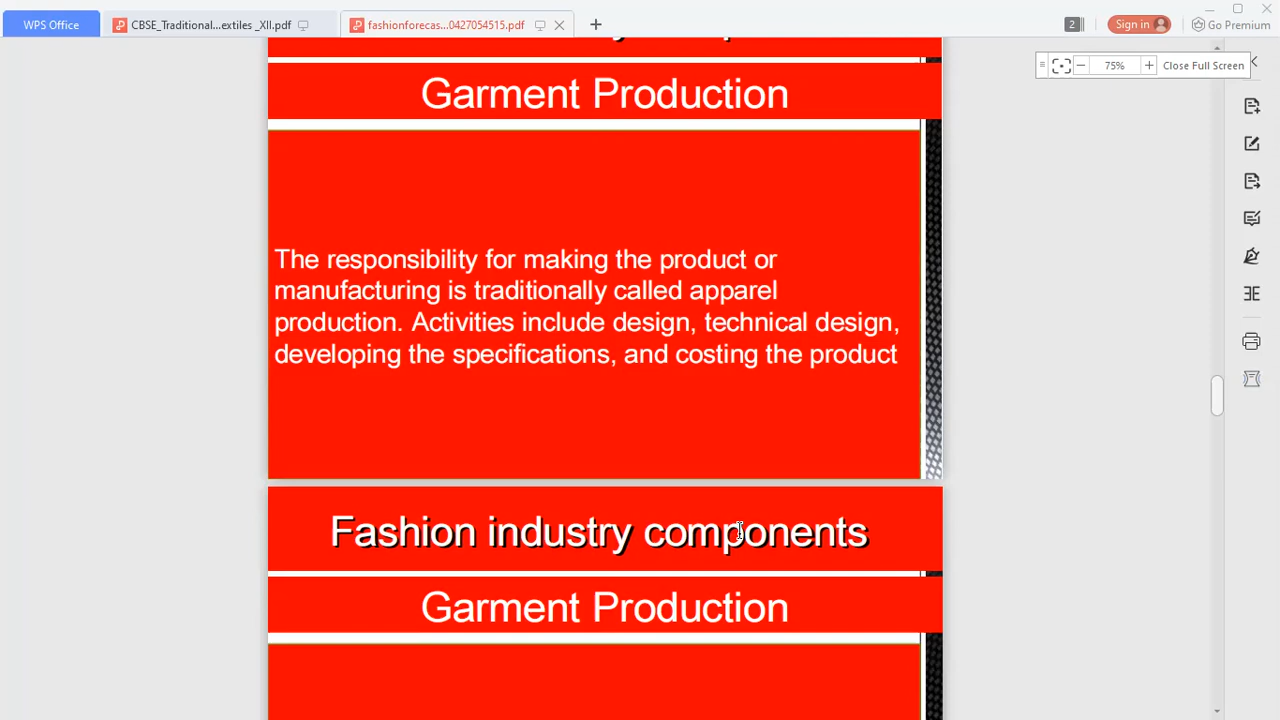 WPS Office
CBSE_Traditional...extiles _XII.pdf
fashionforecas...0427054515.pdf
2
Sign in
Go Premium
75%
Close Full Screen
Garment Production
The responsibility for making the product or
manufacturing is traditionally called apparel
production. Activities include design, technical design,
developing the specifications, and costing the product
Fashion industry components
Garment Production